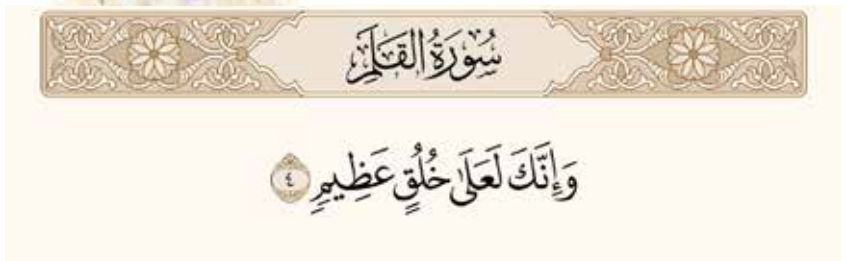 سُورَةُ القَلَمِ
وَإِنَّكَ لَعَلَىٰ خُلُقٍ عَظِيمٍ ٤